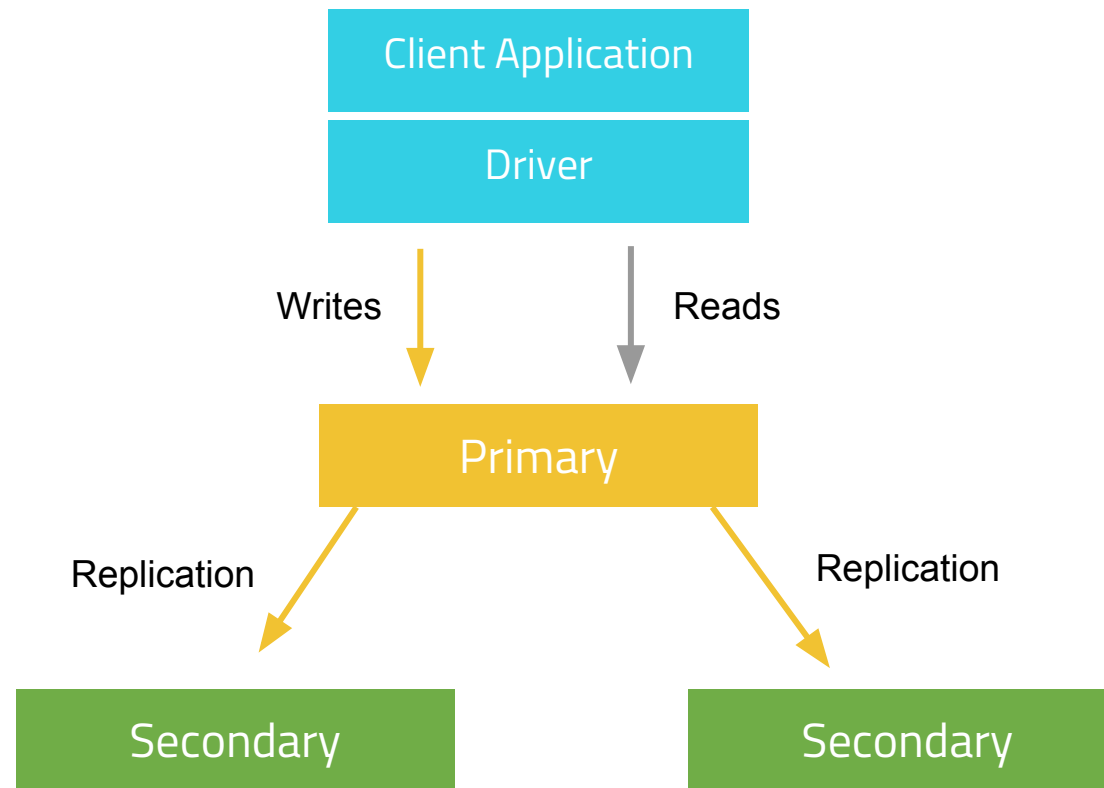 Client Application
Driver
Writes
Reads
Primary
Replication
Replication
Secondary
Secondary